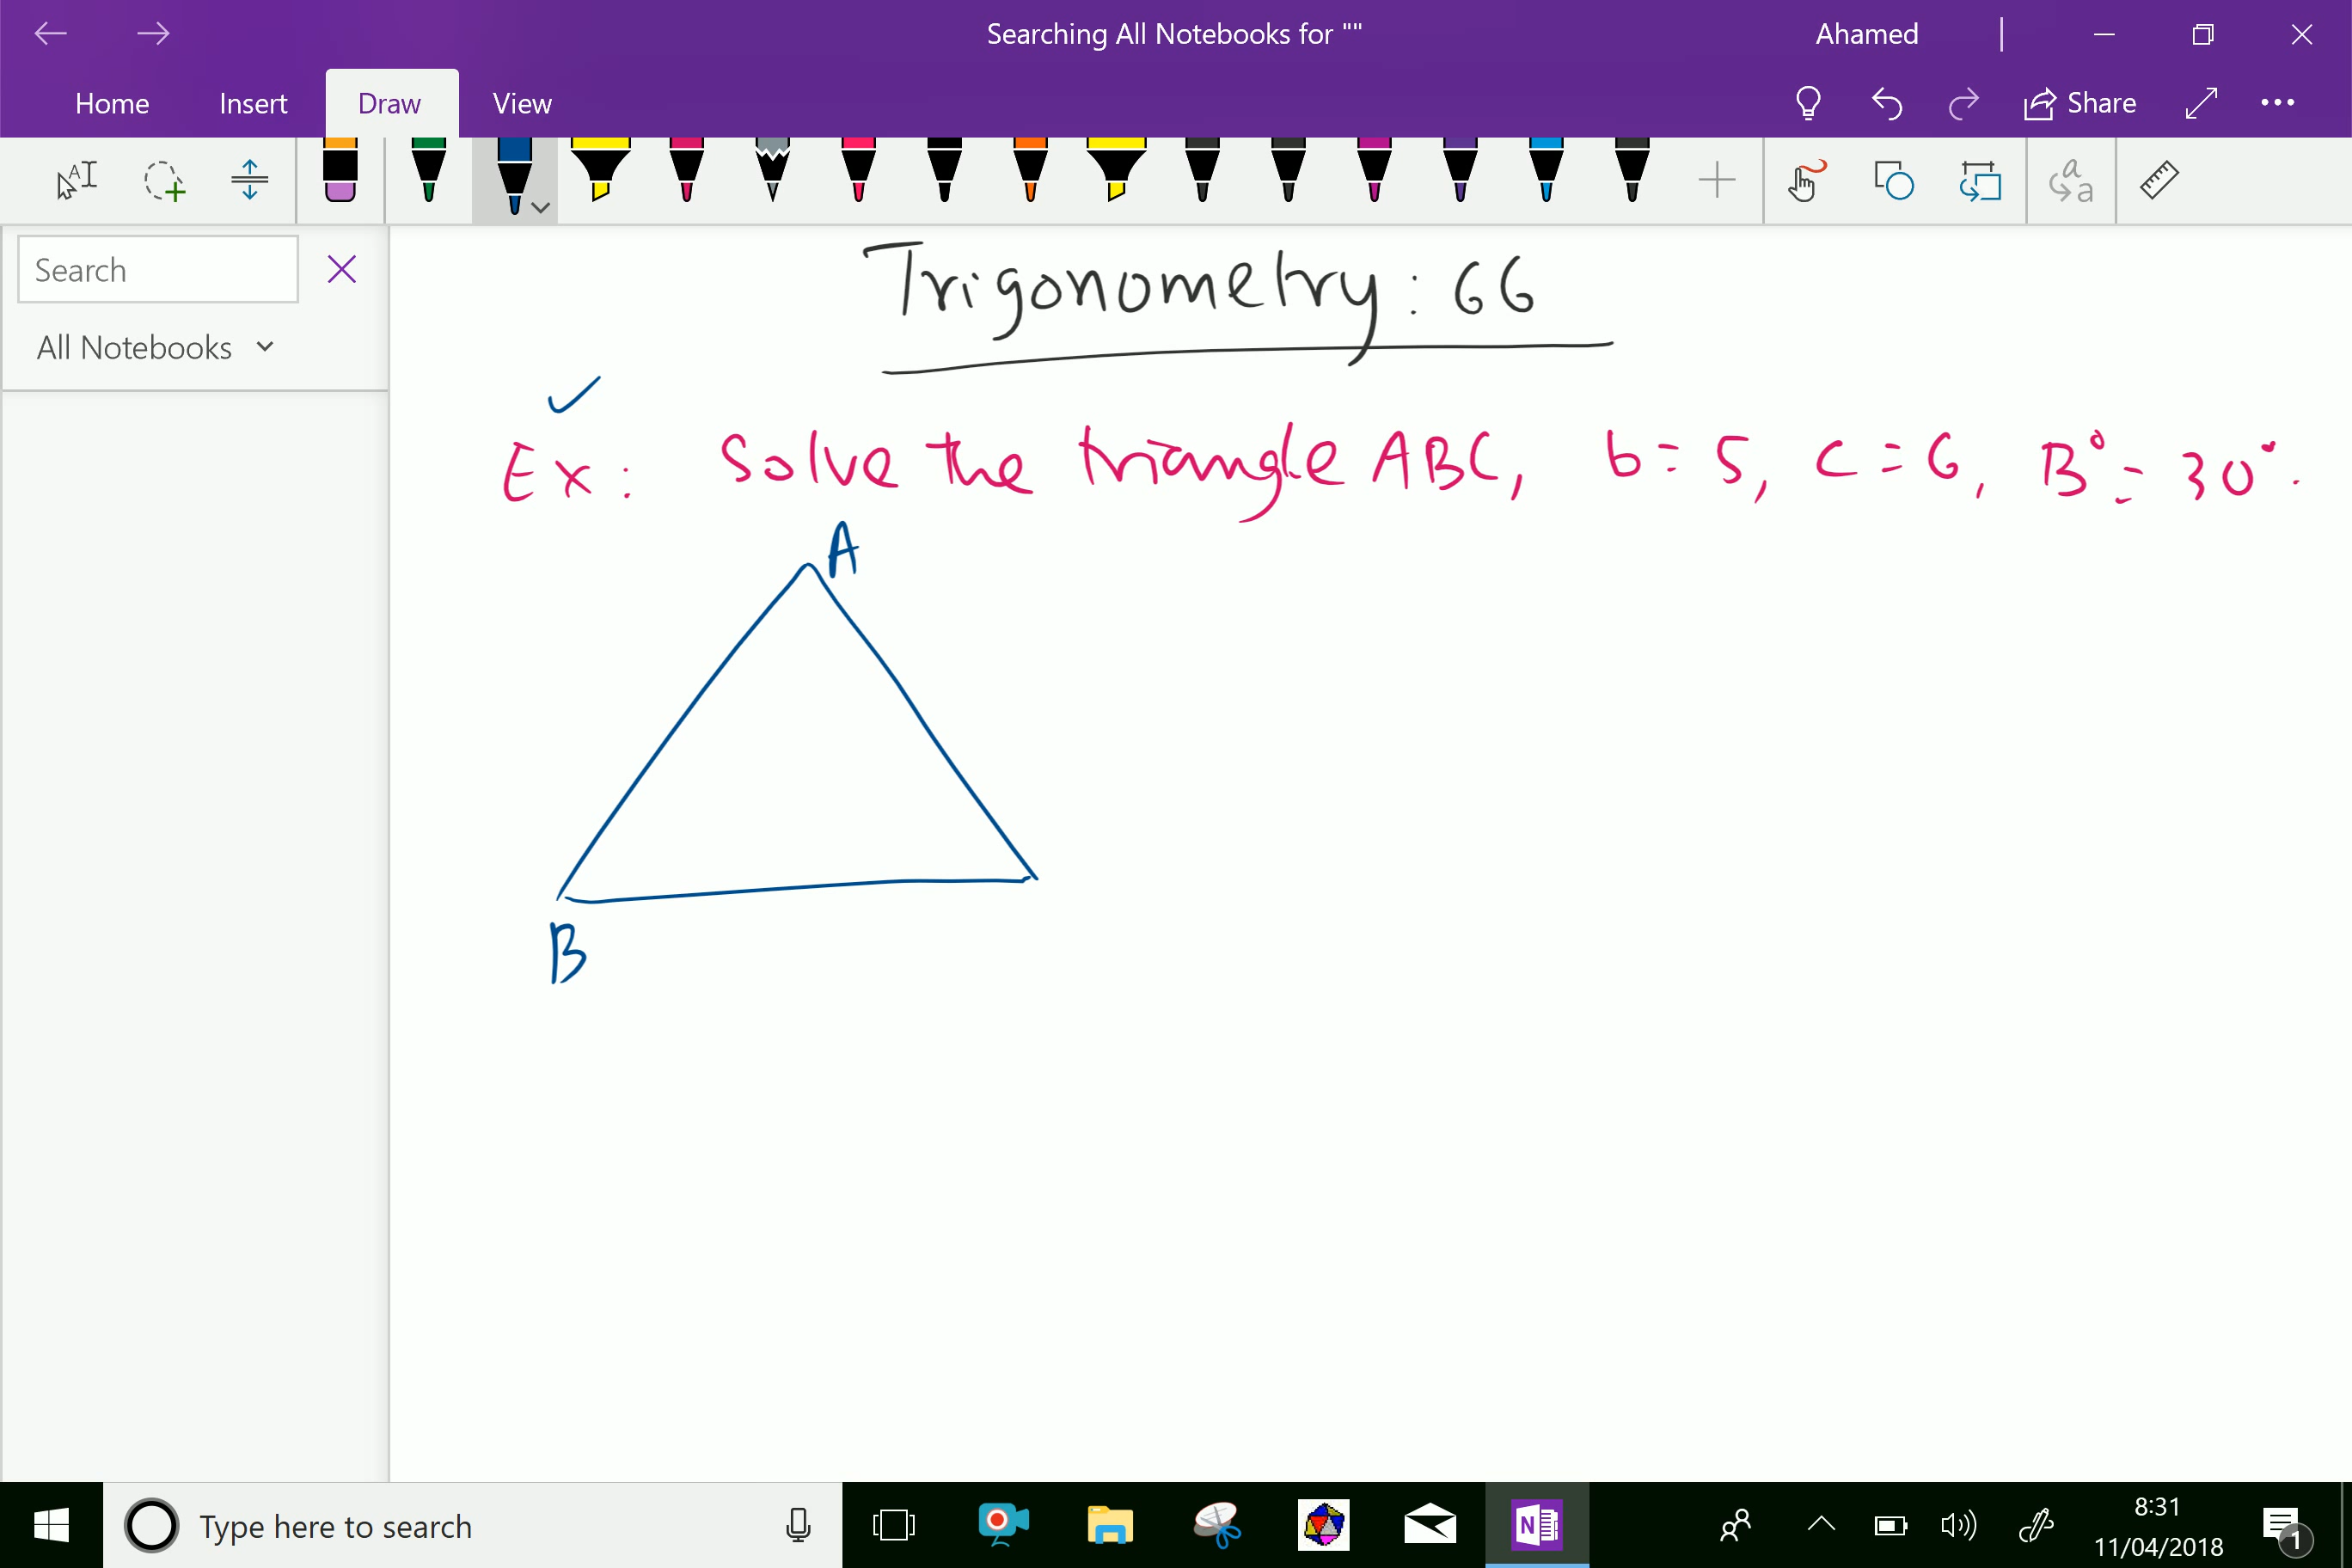 Searching All Notebooks for ""
Ahamed
Home Insert Draw View
Share
Search
All Notebooks
Trigonometry : 66
Ex : Solve the triangle ABC, b = 5, c = 6, B° = 30°.
A
B
Type here to search
N
8:31
11/04/2018
1